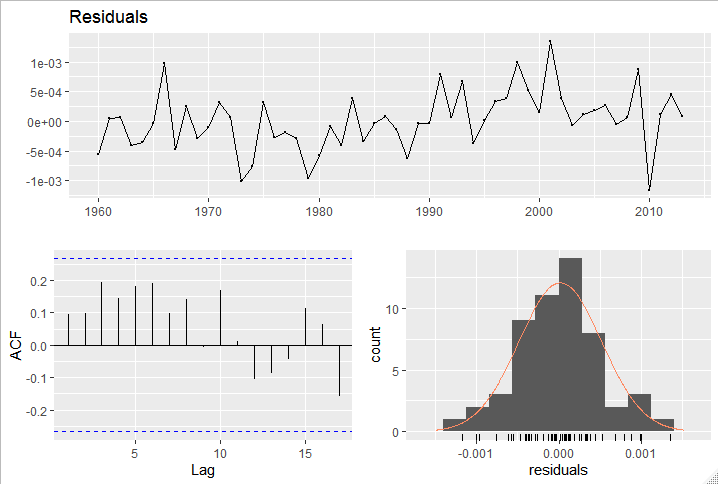 Residuals
1e-03
5e-04
0e+00
-5e-04
-1e-03
1960 1970 1980 1990 2000 2010
ACF
0.2
0.1
0.0
-0.1
-0.2
5 10 15
Lag
count
10
5
0
-0.001 0.000 0.001
residuals